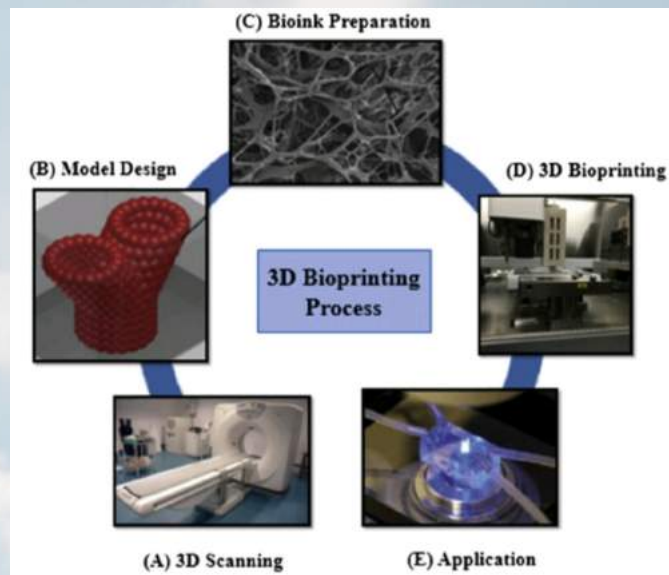 (C) Bioink Preparation
(B) Model Design
(D) 3D Bioprinting
3D Bioprinting
Process
(A) 3D Scanning
(E) Application